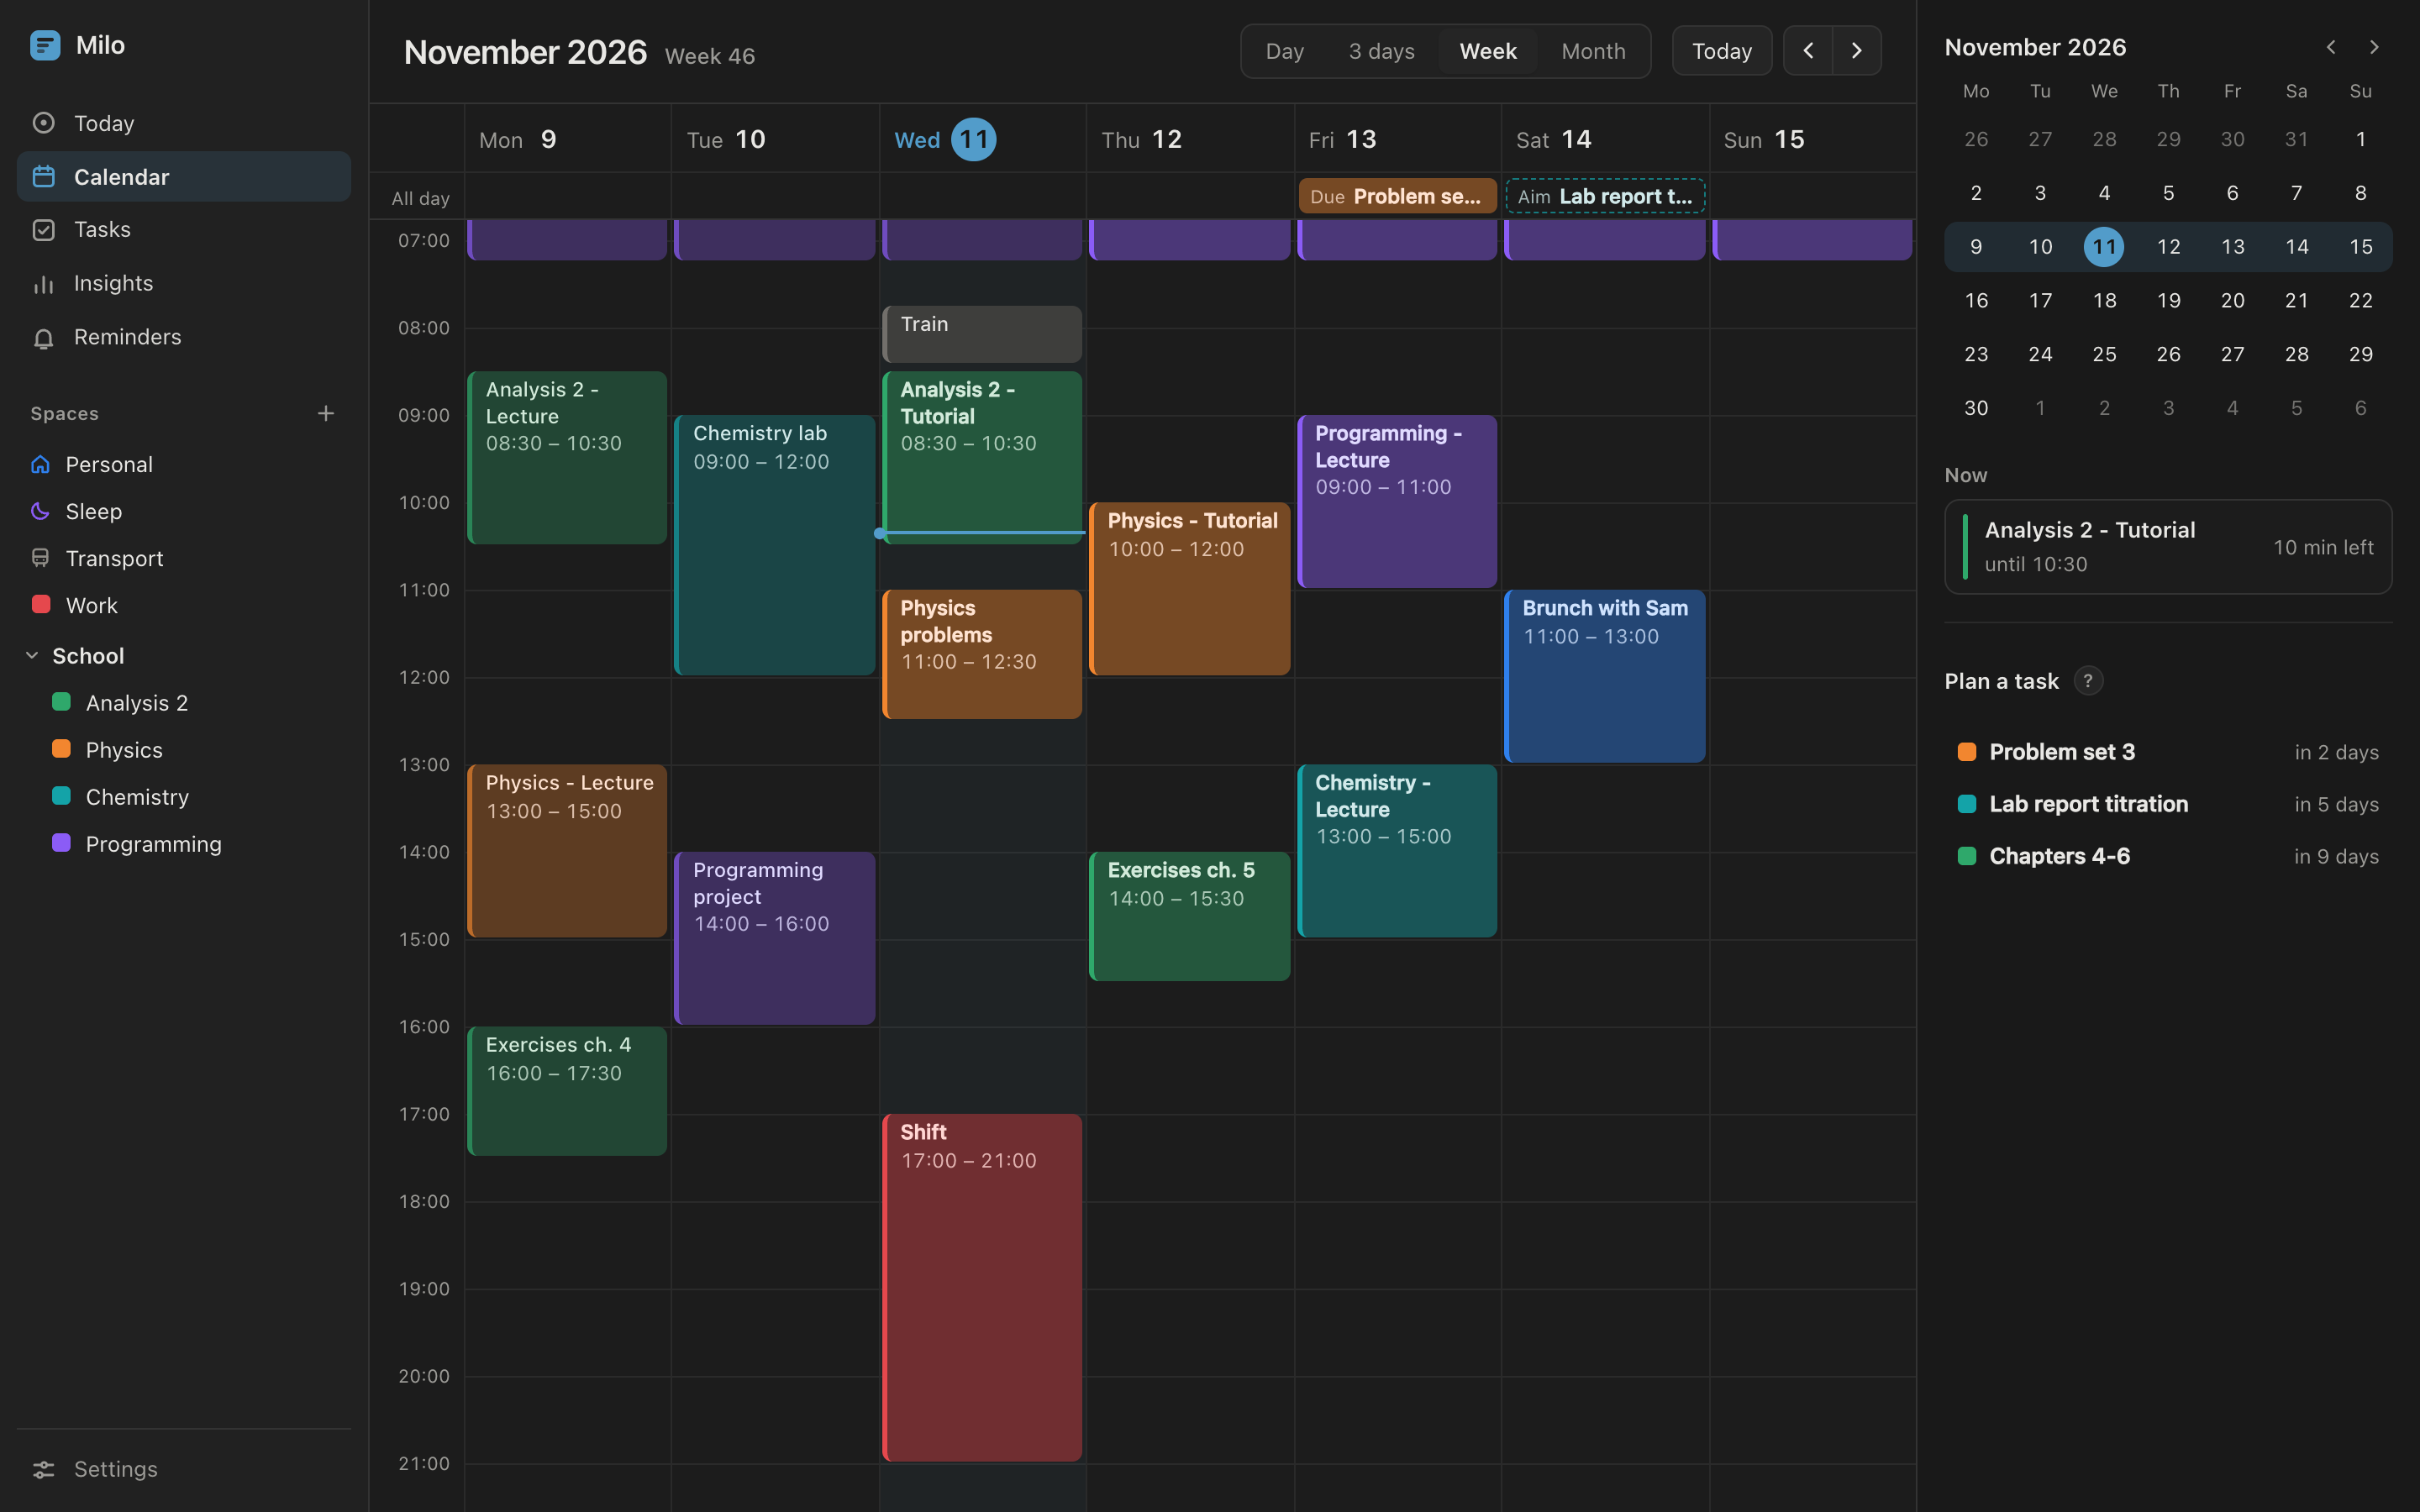 Milo
Today
Calendar
Tasks
Insights
Reminders
Spaces
Personal
Sleep
Transport
Work
School
Analysis 2
Physics
Chemistry
Programming
Settings
November 2026 Week 46
Day 3 days Week Month Today
Mon 9 Tue 10 Wed 11 Thu 12 Fri 13 Sat 14 Sun 15
All day
Due Problem se...
Aim Lab report t...
07:00
08:00
09:00
10:00
11:00
12:00
13:00
14:00
15:00
16:00
17:00
18:00
19:00
20:00
21:00
Analysis 2 -
Lecture
08:30 – 10:30
Physics - Lecture
13:00 – 15:00
Exercises ch. 4
16:00 – 17:30
Chemistry lab
09:00 – 12:00
Programming
project
14:00 – 16:00
Train
Analysis 2 -
Tutorial
08:30 – 10:30
Physics
problems
11:00 – 12:30
Shift
17:00 – 21:00
Physics - Tutorial
10:00 – 12:00
Exercises ch. 5
14:00 – 15:30
Programming -
Lecture
09:00 – 11:00
Chemistry -
Lecture
13:00 – 15:00
Brunch with Sam
11:00 – 13:00
November 2026
Mo Tu We Th Fr Sa Su
26 27 28 29 30 31 1
2 3 4 5 6 7 8
9 10 11 12 13 14 15
16 17 18 19 20 21 22
23 24 25 26 27 28 29
30 1 2 3 4 5 6
Now
Analysis 2 - Tutorial
until 10:30
10 min left
Plan a task ?
Problem set 3 in 2 days
Lab report titration in 5 days
Chapters 4-6 in 9 days